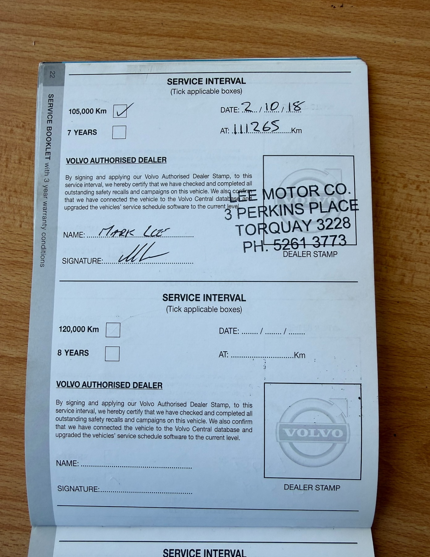 22
SERVICE BOOKLET with 3 year warranty conditions
SERVICE INTERVAL
(Tick applicable boxes)
105,000 Km
DATE: 2 / 10 / 18
7 YEARS
AT: 111265 Km
VOLVO AUTHORISED DEALER
By signing and applying our Volvo Authorised Dealer Stamp, to this
service interval, we hereby certify that we have checked and completed all
outstanding safety recalls and campaigns on this vehicle. We also confirm
that we have connected the vehicle to the Volvo Central database and
upgraded the vehicles' service schedule software to the current level.
LEE MOTOR CO.
3 PERKINS PLACE
TORQUAY 3228
PH. 5261 3773
NAME: MARK LEE
SIGNATURE:
DEALER STAMP
SERVICE INTERVAL
(Tick applicable boxes)
120,000 Km
DATE: ....... / ....... / .......
8 YEARS
AT: ..........................Km
VOLVO AUTHORISED DEALER
By signing and applying our Volvo Authorised Dealer Stamp, to this
service interval, we hereby certify that we have checked and completed all
outstanding safety recalls and campaigns on this vehicle. We also confirm
that we have connected the vehicle to the Volvo Central database and
upgraded the vehicles' service schedule software to the current level.
VOLVO
NAME:
SIGNATURE:
DEALER STAMP
SERVICE INTERVAL